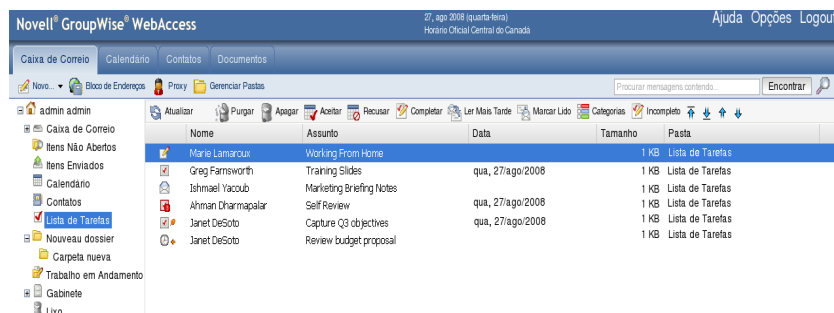 Novell® GroupWise® WebAccess
27, ago 2008 (quarta-feira)
Horário Oficial Central do Canadá
Ajuda Opções Logout
Caixa de Correio Calendário Contatos Documentos
Novo... Bloco de Endereços Proxy Gerenciar Pastas Procurar mensagens contendo... Encontrar
admin admin
Caixa de Correio
Itens Não Abertos
Itens Enviados
Calendário
Contatos
Lista de Tarefas
Nouveau dossier
Carpeta nueva
Trabalho em Andamento
Gabinete
Lixo
Atualizar Purgar Apagar Aceitar Recusar Completar Ler Mais Tarde Marcar Lido Categorias Incompleto
Nome Assunto Data Tamanho Pasta
Marie Lamaroux Working From Home 1 KB Lista de Tarefas
Greg Farnsworth Training Slides qua, 27/ago/2008 1 KB Lista de Tarefas
Ishmael Yacoub Marketing Briefing Notes 1 KB Lista de Tarefas
Ahman Dharmapalar Self Review qua, 27/ago/2008 1 KB Lista de Tarefas
Janet DeSoto Capture Q3 objectives qua, 27/ago/2008 1 KB Lista de Tarefas
Janet DeSoto Review budget proposal 1 KB Lista de Tarefas